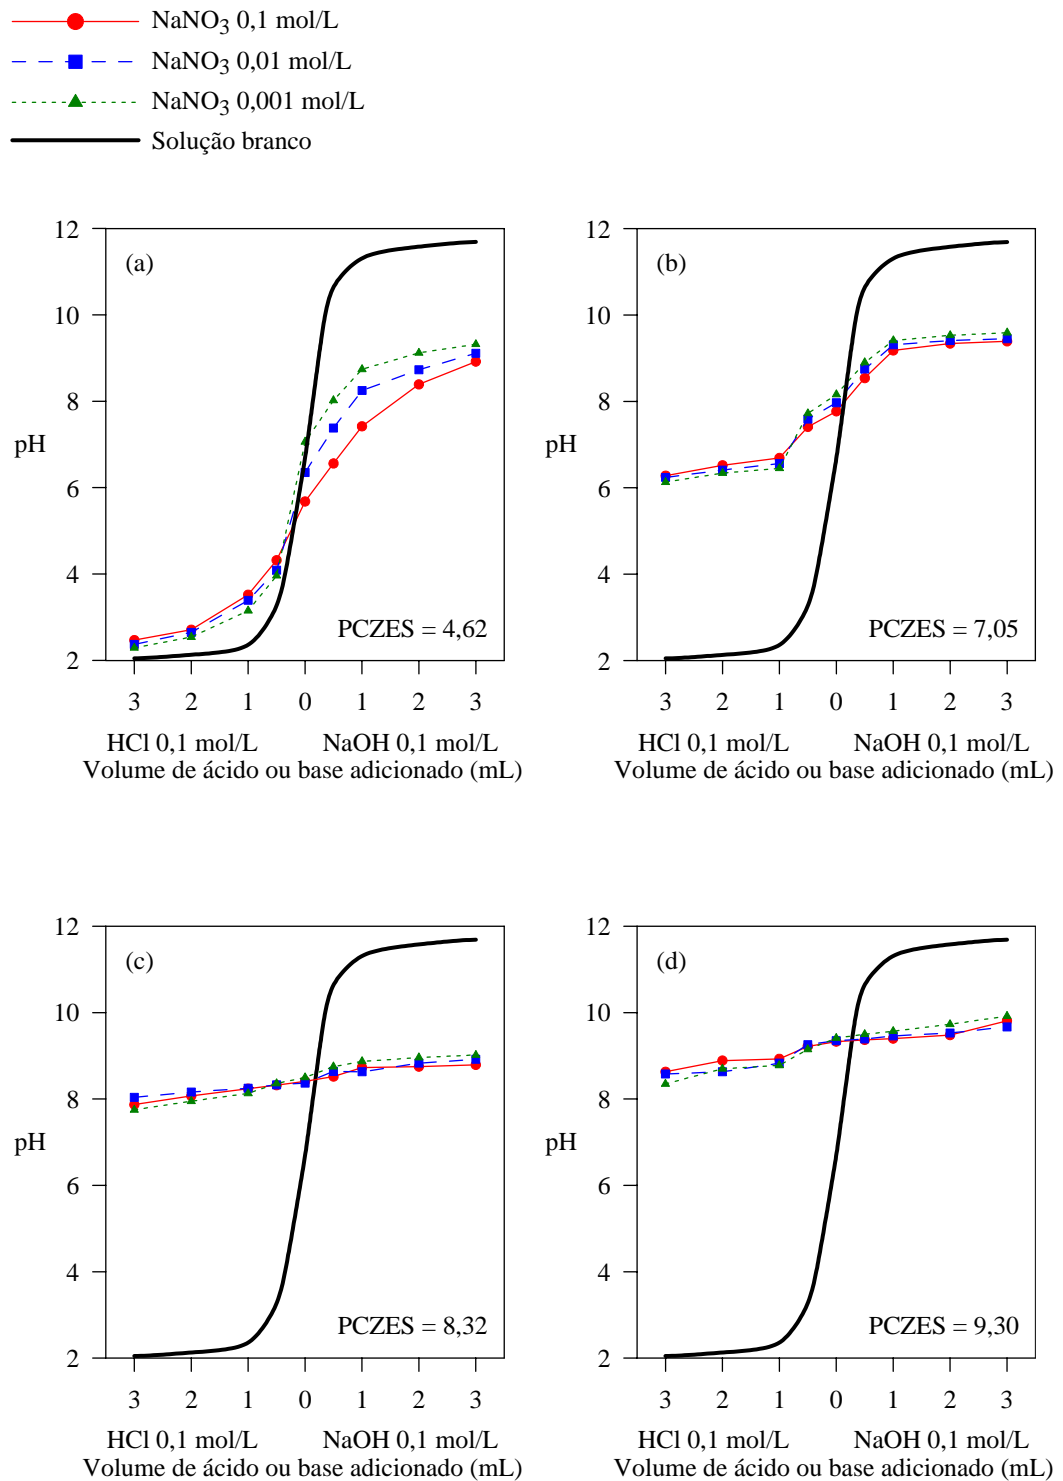 NaNO3 0,1 mol/L
NaNO3 0,01 mol/L
NaNO3 0,001 mol/L
Solução branco
12
10
8
6
4
2
pH
(a)
PCZES = 4,62
3 2 1 0 1 2 3
HCl 0,1 mol/L NaOH 0,1 mol/L
Volume de ácido ou base adicionado (mL)
12
10
8
6
4
2
pH
(b)
PCZES = 7,05
3 2 1 0 1 2 3
HCl 0,1 mol/L NaOH 0,1 mol/L
Volume de ácido ou base adicionado (mL)
12
10
8
6
4
2
pH
(c)
PCZES = 8,32
3 2 1 0 1 2 3
HCl 0,1 mol/L NaOH 0,1 mol/L
Volume de ácido ou base adicionado (mL)
12
10
8
6
4
2
pH
(d)
PCZES = 9,30
3 2 1 0 1 2 3
HCl 0,1 mol/L NaOH 0,1 mol/L
Volume de ácido ou base adicionado (mL)